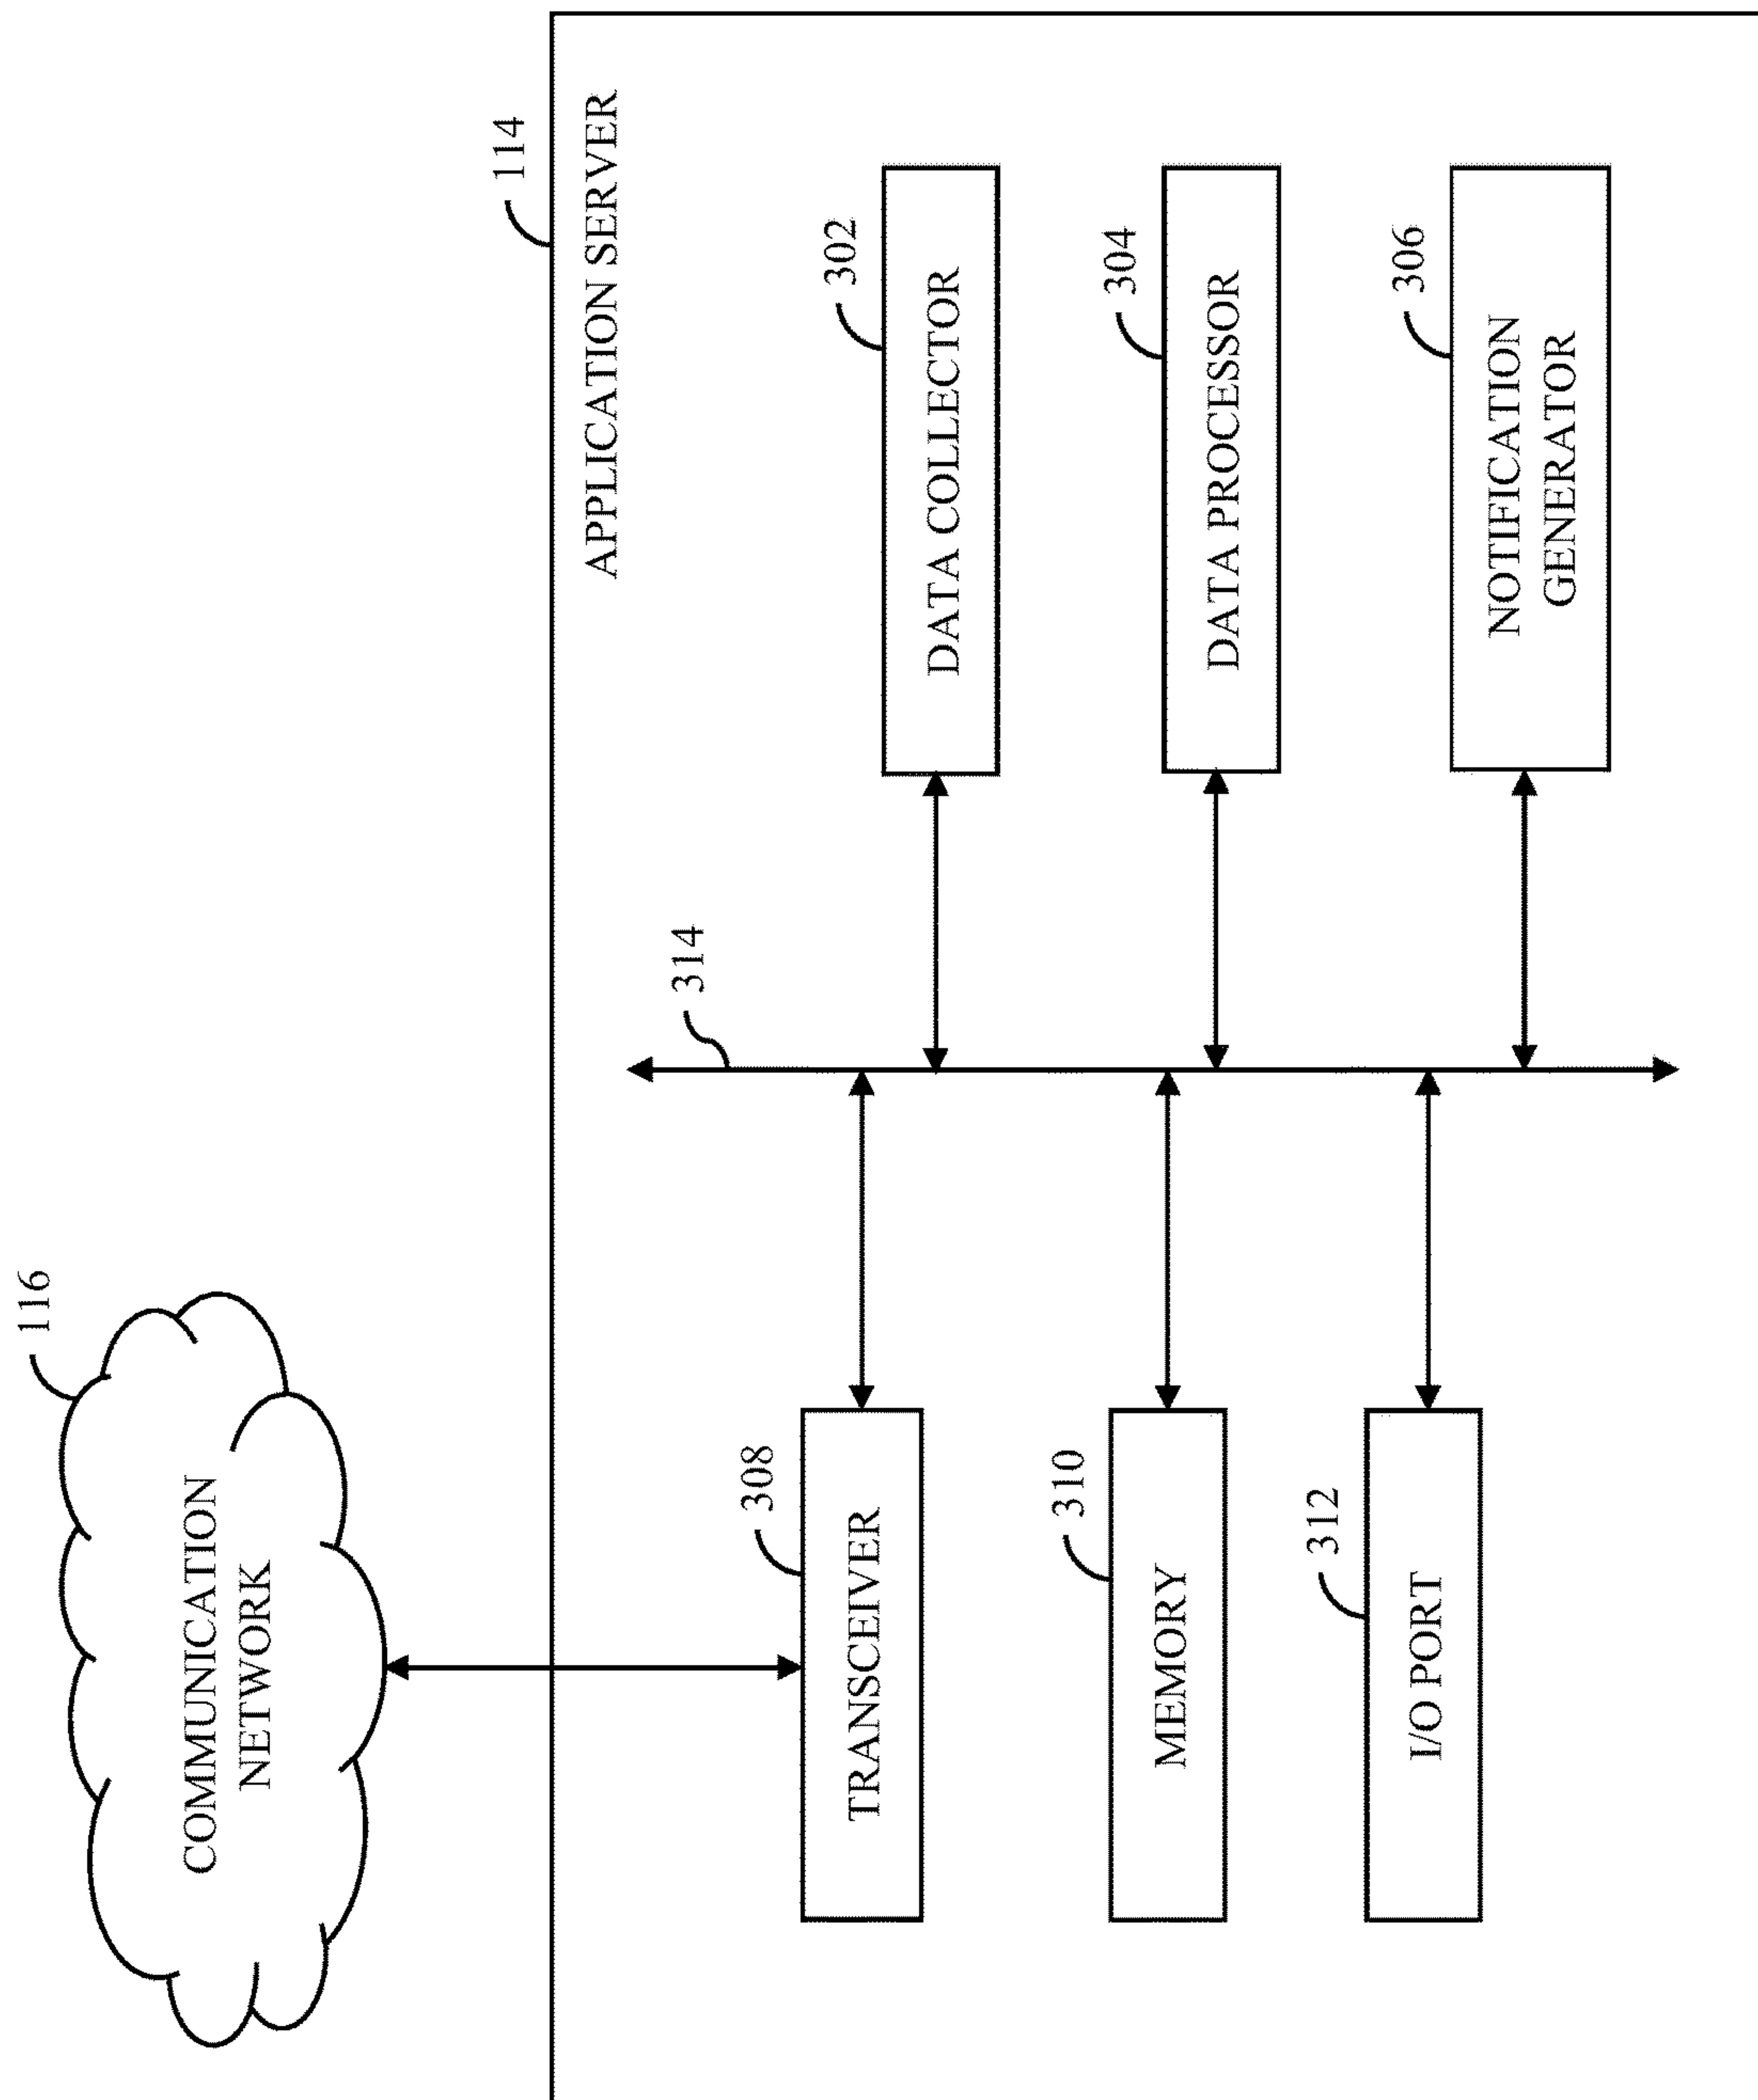 116
COMMUNICATION
NETWORK
114
APPLICATION SERVER
314
308
TRANSCEIVER
302
DATA COLLECTOR
310
MEMORY
304
DATA PROCESSOR
312
I/O PORT
306
NOTIFICATION
GENERATOR